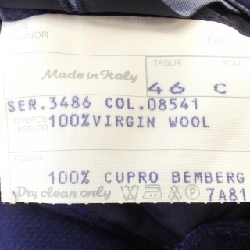 TAGLIA
Made in Italy
46 C
SER.3486 COL.08541
100%VIRGIN WOOL
FODERA
100% CUPRO BEMBERG
Dry clean only
7A81